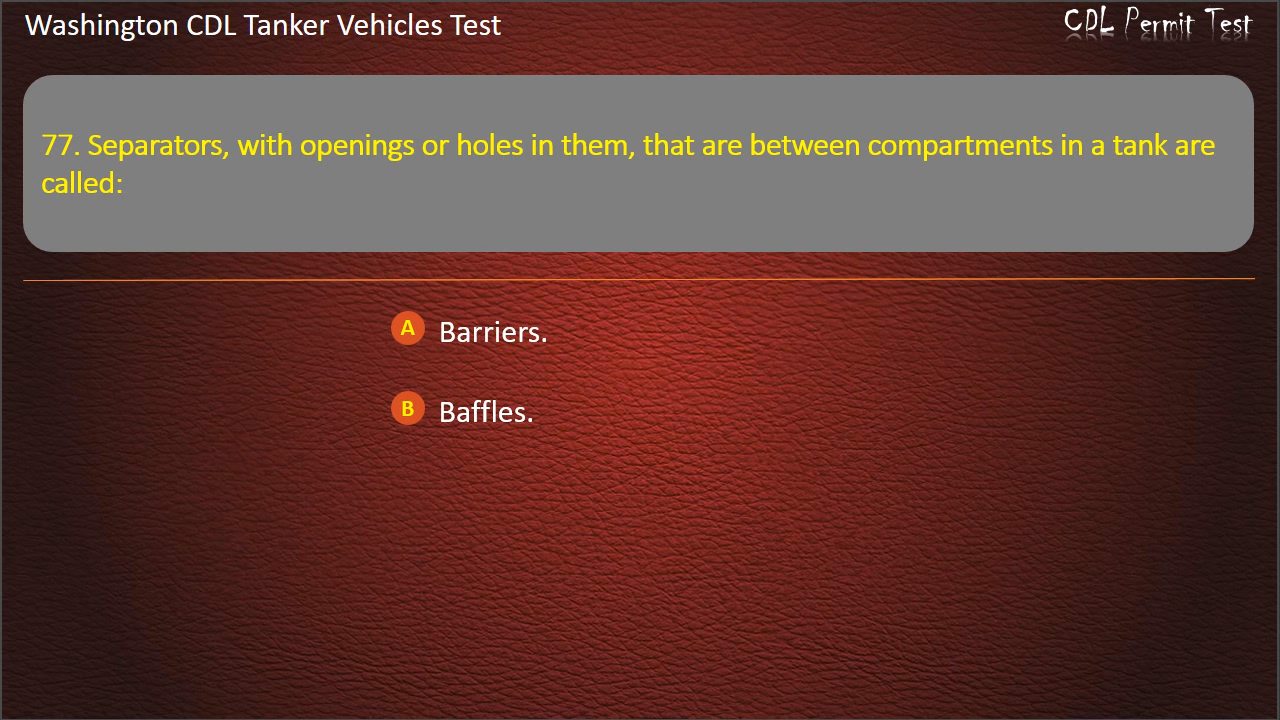 Washington CDL Tanker Vehicles Test
CDL Permit Test
77. Separators, with openings or holes in them, that are between compartments in a tank are
called:
A Barriers.
B Baffles.